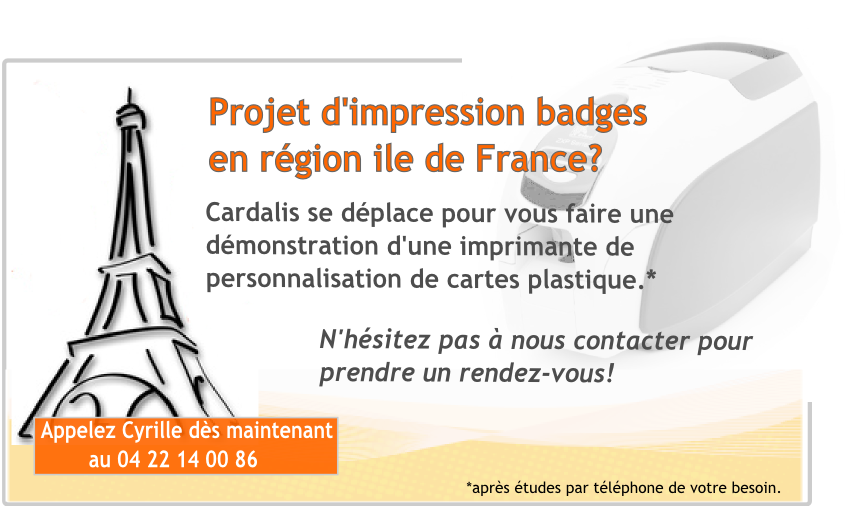 Projet d'impression badges
en région ile de France?
Cardalis se déplace pour vous faire une
démonstration d'une imprimante de
personnalisation de cartes plastique.*
N'hésitez pas à nous contacter pour
prendre un rendez-vous!
Appelez Cyrille dès maintenant
au 04 22 14 00 86
*après études par téléphone de votre besoin.